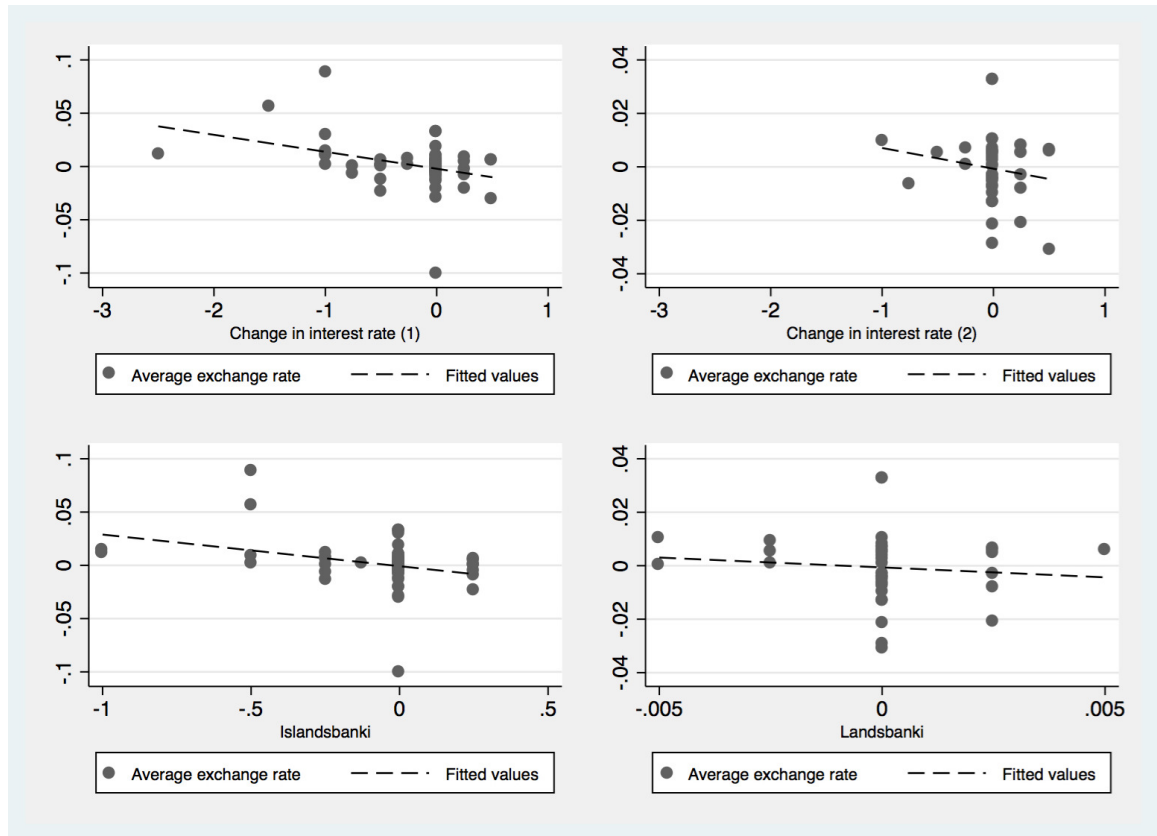 .1
.05
0
-.05
-.1
-3 -2 -1 0 1
Change in interest rate (1)
Average exchange rate Fitted values
.04
.02
0
-.02
-.04
-3 -2 -1 0 1
Change in interest rate (2)
Average exchange rate Fitted values
.1
.05
0
-.05
-.1
-1 -.5 0 .5
Islandsbanki
Average exchange rate Fitted values
.04
.02
0
-.02
-.04
-.005 0 .005
Landsbanki
Average exchange rate Fitted values